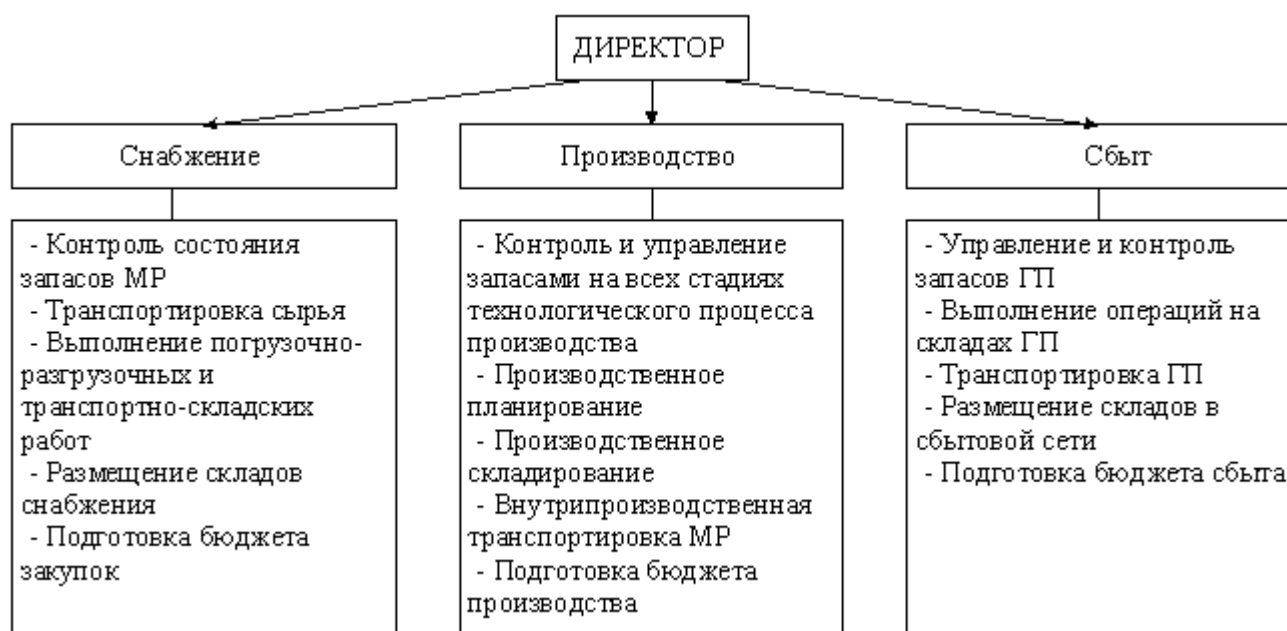 ДИРЕКТОР
Снабжение
Производство
Сбыт
- Контроль состояния
запасов МР
- Транспортировка сырья
- Выполнение погрузочно-
разгрузочных и
транспортно-складских
работ
- Размещение складов
снабжения
- Подготовка бюджета
закупок
- Контроль и управление
запасами на всех стадиях
технологического процесса
производства
- Производственное
планирование
- Производственное
складирование
- Внутрипроизводственная
транспортировка МР
- Подготовка бюджета
производства
- Управление и контроль
запасов ГП
- Выполнение операций на
складах ГП
- Транспортировка ГП
- Размещение складов в
сбытовой сети
- Подготовка бюджета сбыта